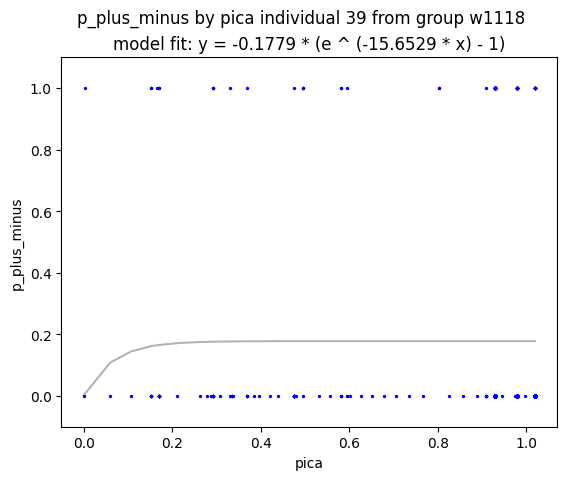 p_plus_minus by pica individual 39 from group w1118
model fit: y = -0.1779 * (e ^ (-15.6529 * x) - 1)
1.0
0.8
0.6
0.4
0.2
0.0
p_plus_minus
0.0 0.2 0.4 0.6 0.8 1.0
pica